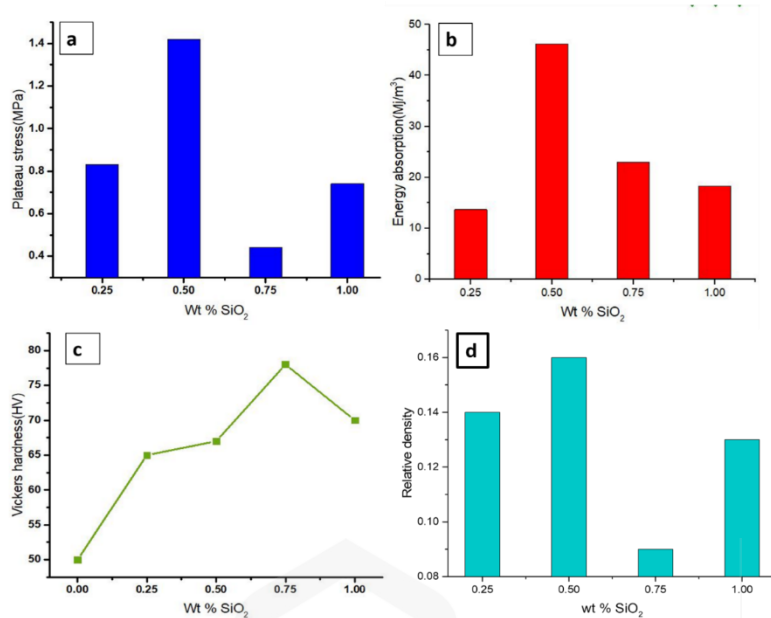 a
1.4
1.2
1.0
0.8
0.6
0.4
Plateau stress(MPa)
0.25 0.50 0.75 1.00
Wt % SiO₂
b
50
40
30
20
10
0
Energy absorption(Mj/m³)
0.25 0.50 0.75 1.00
Wt % SiO₂
c
80
75
70
65
60
55
50
Vickers hardness(HV)
0.00 0.25 0.50 0.75 1.00
Wt % SiO₂
d
0.16
0.14
0.12
0.10
0.08
Relative density
0.25 0.50 0.75 1.00
wt % SiO₂